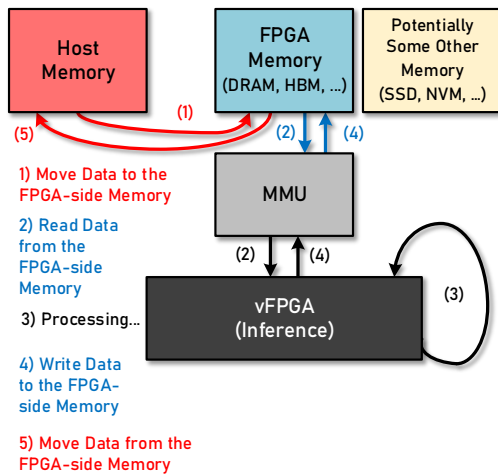 Host
Memory
FPGA
Memory
(DRAM, HBM, ...)
Potentially
Some Other
Memory
(SSD, NVM, ...)
(1)
(5)
(2)
(4)
1) Move Data to the
FPGA-side Memory
MMU
2) Read Data
from the
FPGA-side
Memory
(2)
(4)
(3)
3) Processing...
vFPGA
(Inference)
4) Write Data
to the FPGA-
side Memory
5) Move Data from the
FPGA-side Memory